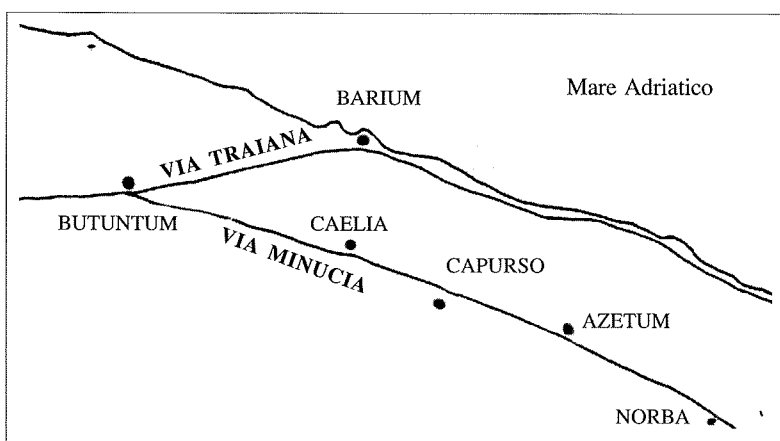 Mare Adriatico
BARIUM
VIA TRAIANA
BUTUNTUM
CAELIA
VIA MINUCIA
CAPURSO
AZETUM
NORBA